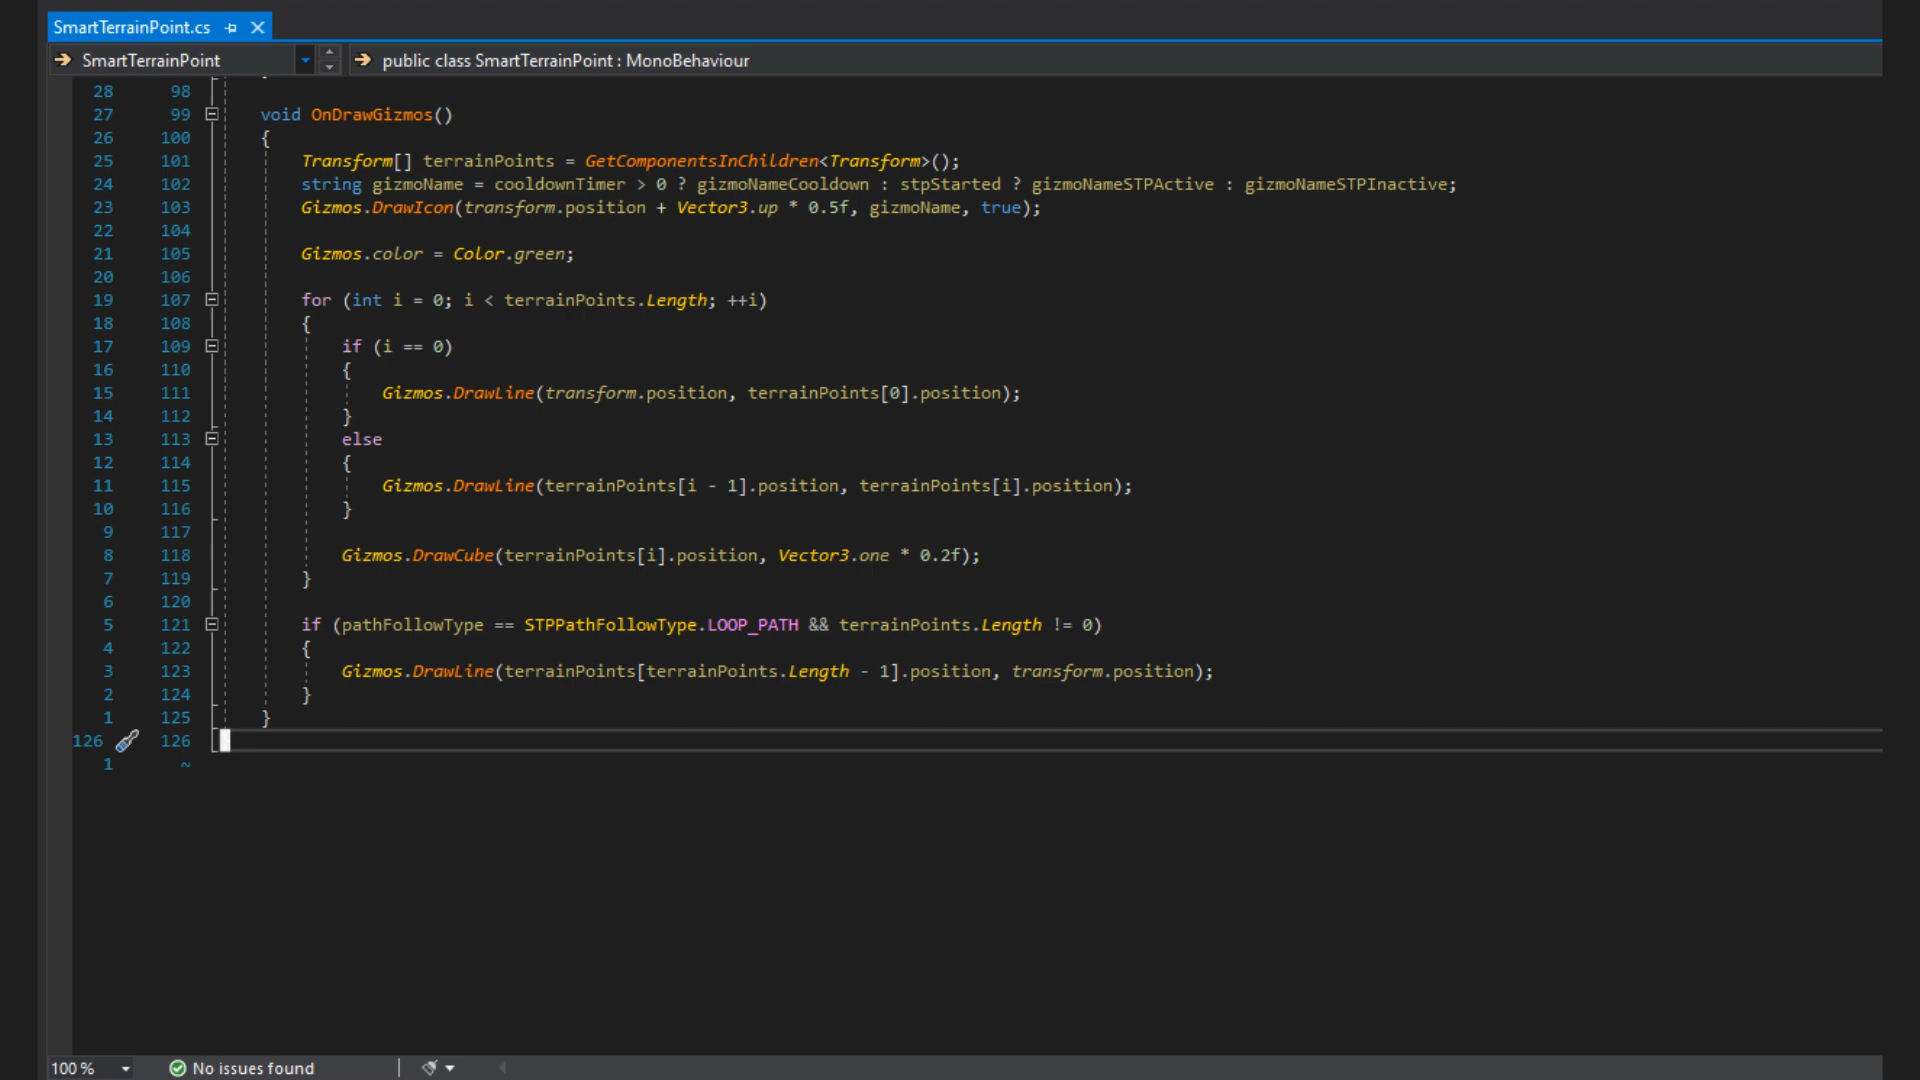 SmartTerrainPoint.cs
SmartTerrainPoint public class SmartTerrainPoint : MonoBehaviour
28 98
27 99 void OnDrawGizmos()
26 100 {
25 101 Transform[] terrainPoints = GetComponentsInChildren<Transform>();
24 102 string gizmoName = cooldownTimer > 0 ? gizmoNameCooldown : stpStarted ? gizmoNameSTPActive : gizmoNameSTPInactive;
23 103 Gizmos.DrawIcon(transform.position + Vector3.up * 0.5f, gizmoName, true);
22 104
21 105 Gizmos.color = Color.green;
20 106
19 107 for (int i = 0; i < terrainPoints.Length; ++i)
18 108 {
17 109 if (i == 0)
16 110 {
15 111 Gizmos.DrawLine(transform.position, terrainPoints[0].position);
14 112 }
13 113 else
12 114 {
11 115 Gizmos.DrawLine(terrainPoints[i - 1].position, terrainPoints[i].position);
10 116 }
9 117
8 118 Gizmos.DrawCube(terrainPoints[i].position, Vector3.one * 0.2f);
7 119 }
6 120
5 121 if (pathFollowType == STPPathFollowType.LOOP_PATH && terrainPoints.Length != 0)
4 122 {
3 123 Gizmos.DrawLine(terrainPoints[terrainPoints.Length - 1].position, transform.position);
2 124 }
1 125 }
126 126
1 ~
100 % No issues found